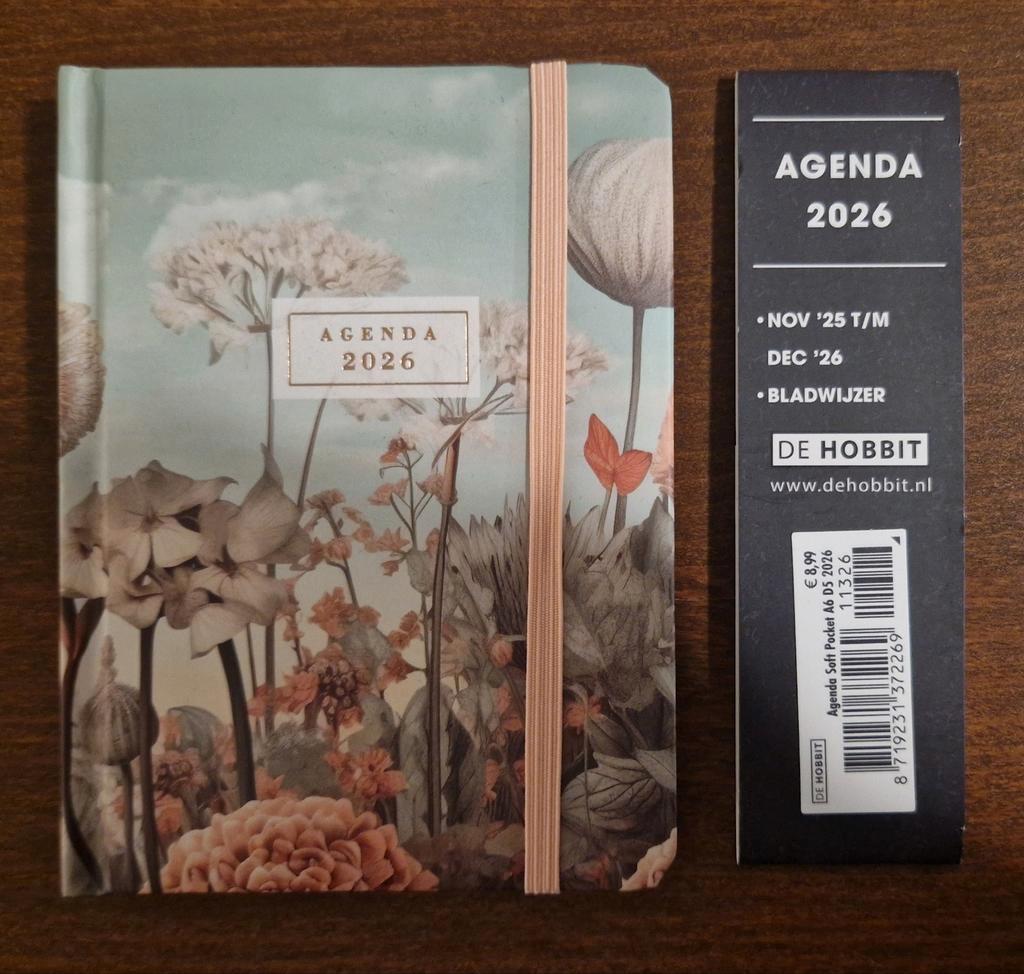 AGENDA
2026
AGENDA
2026
• NOV ’25 T/M
DEC ’26
• BLADWIJZER
DE HOBBIT
www.dehobbit.nl
€ 8,99
Agenda Soft Pocket A6 D5 2026
11326
8 719231 372269
DE HOBBIT